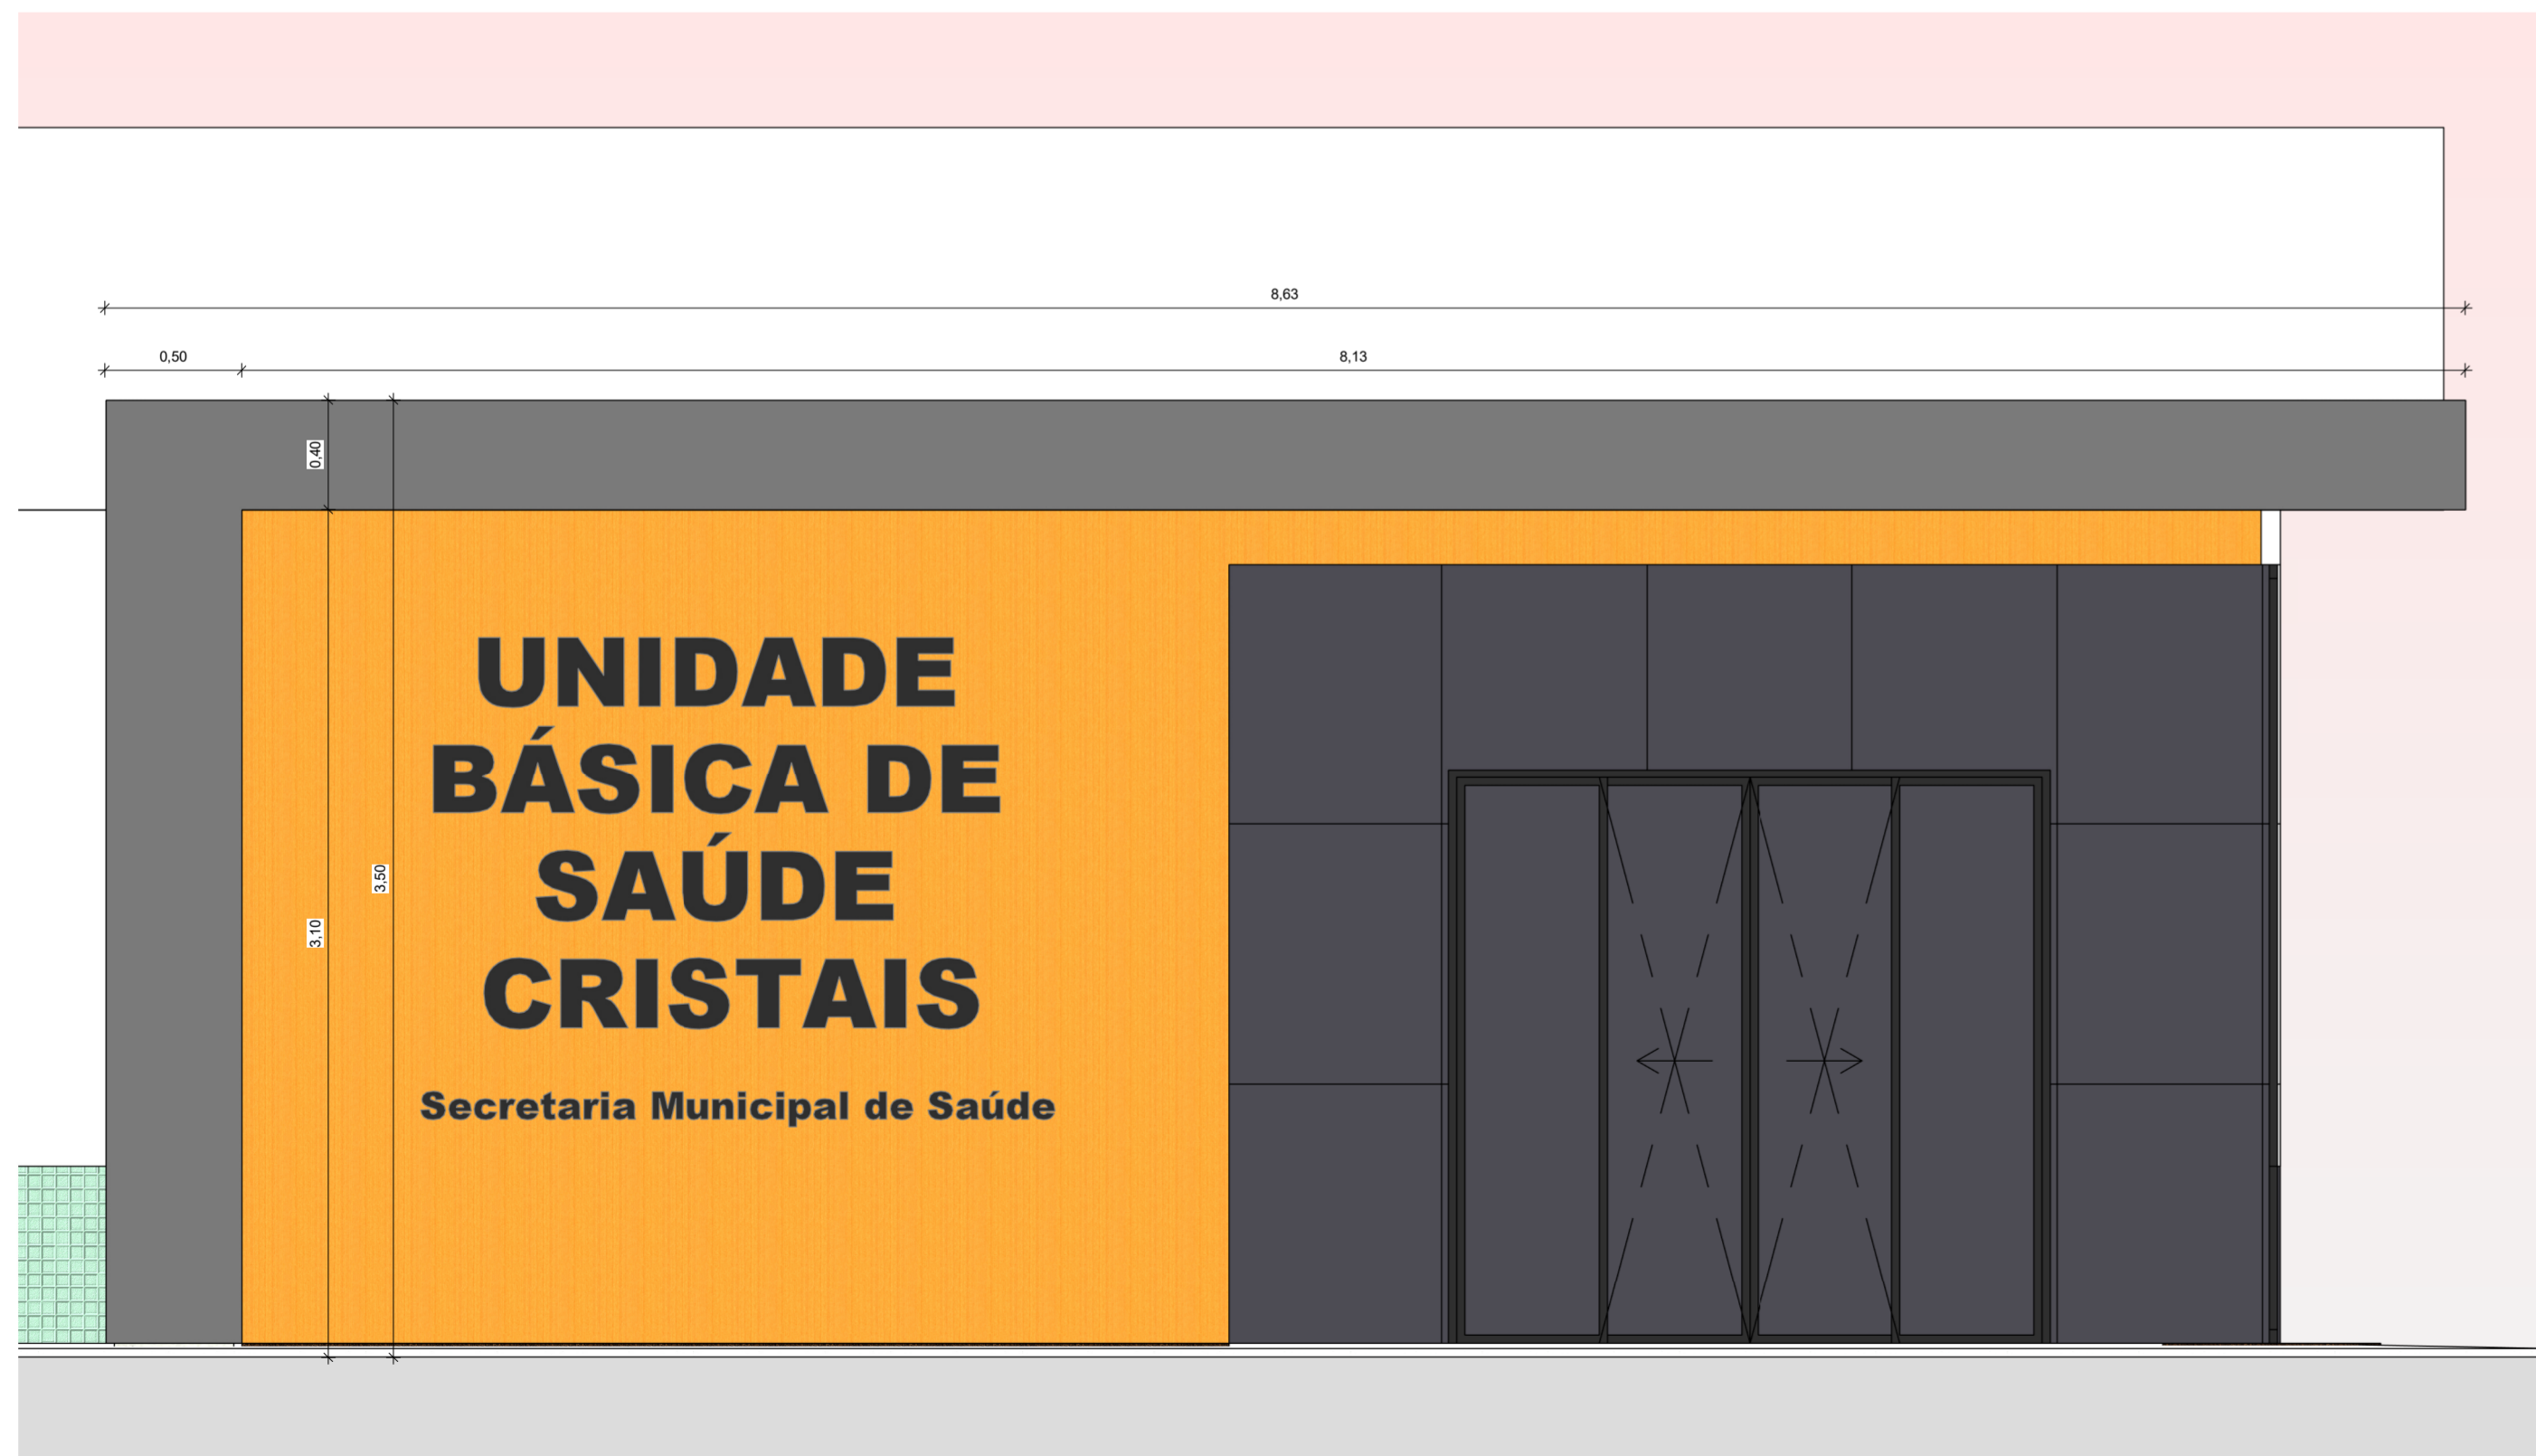 8,63
0,50
8,13
0,40
3,50
3,10
UNIDADE
BÁSICA DE
SAÚDE
CRISTAIS
Secretaria Municipal de Saúde